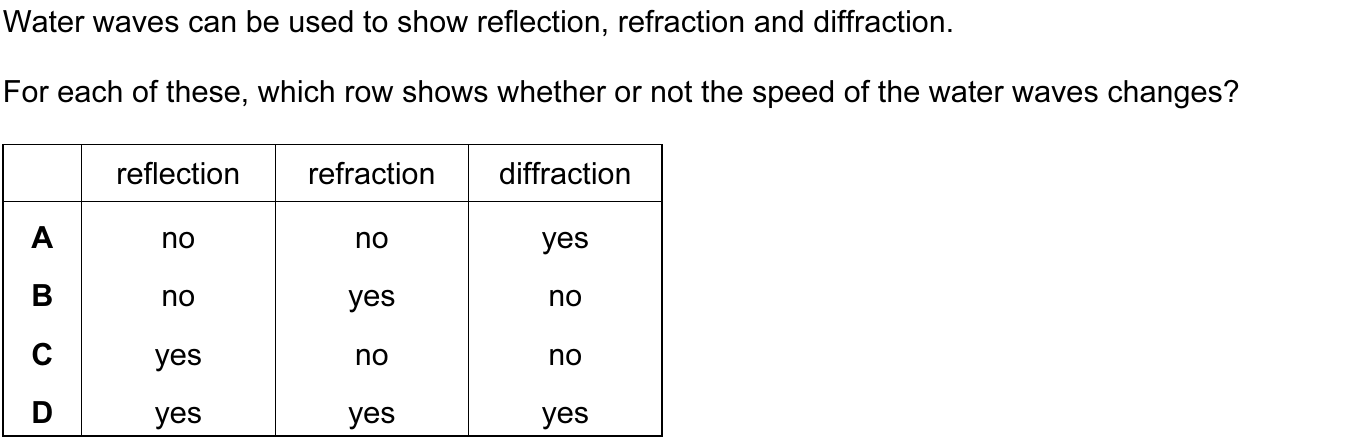 Water waves can be used to show reflection, refraction and diffraction.
For each of these, which row shows whether or not the speed of the water waves changes?
reflection refraction diffraction
A no no yes
B no yes no
C yes no no
D yes yes yes